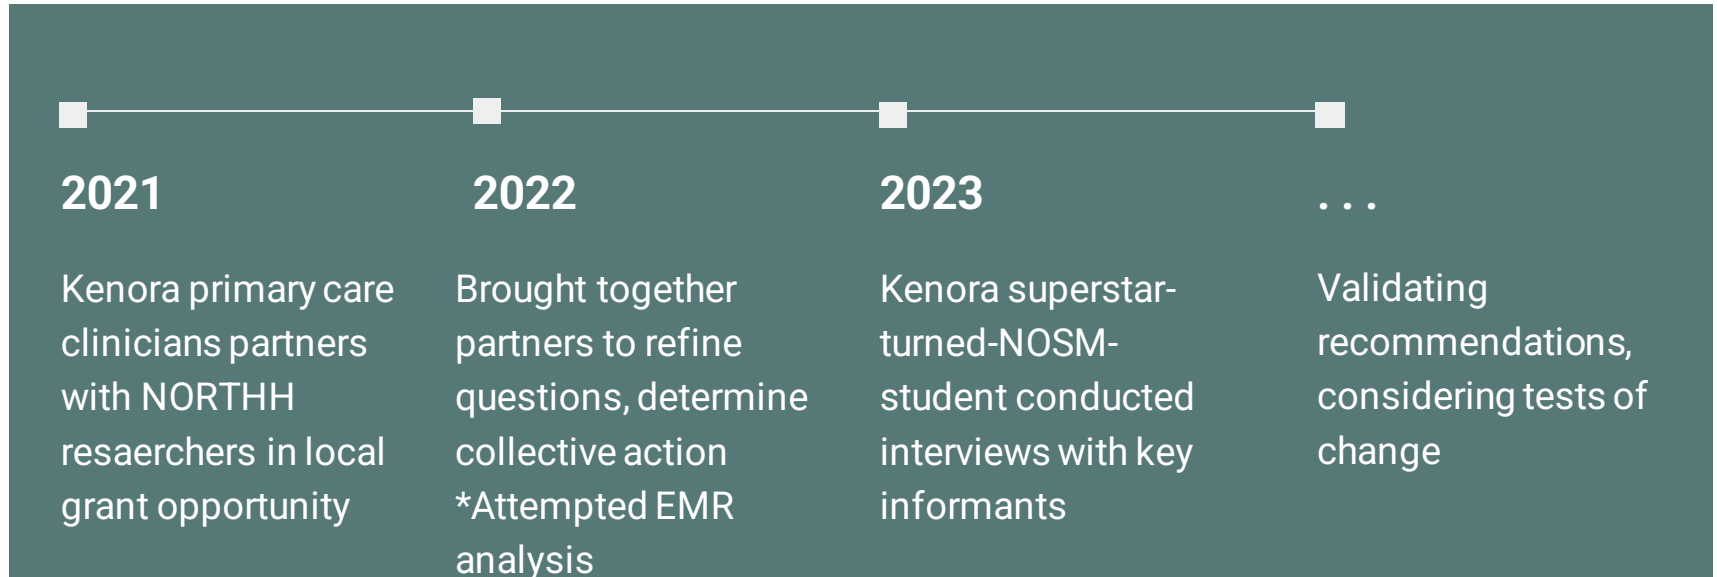 2021
Kenora primary care
clinicians partners
with NORTHH
resaerchers in local
grant opportunity
2022
Brought together
partners to refine
questions, determine
collective action
*Attempted EMR
analysis
2023
Kenora superstar-
turned-NOSM-
student conducted
interviews with key
informants
. . .
Validating
recommendations,
considering tests of
change